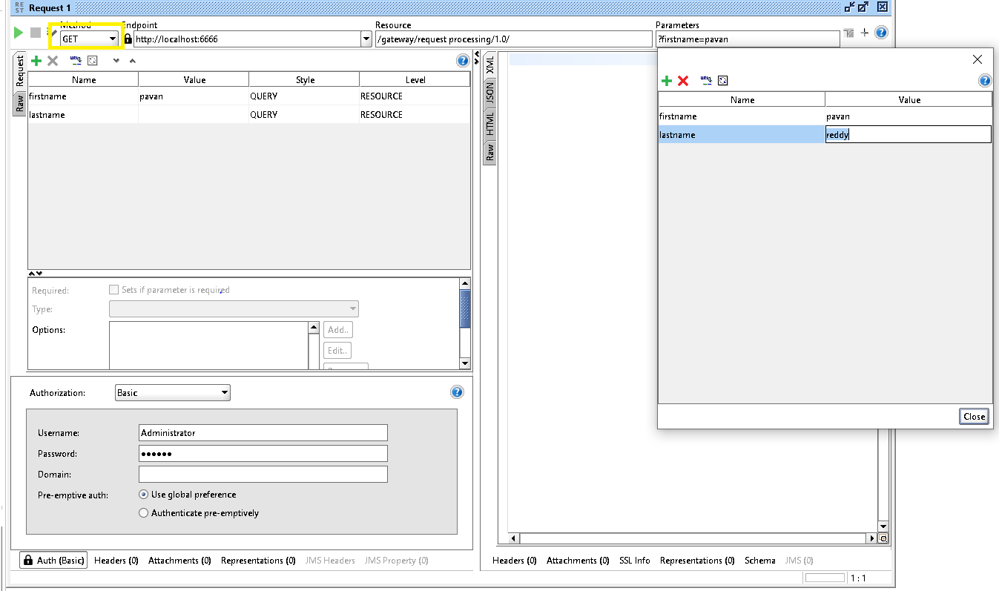 RE
ST
Request 1
Method
Endpoint
Resource
Parameters
GET
http://localhost:6666
/gateway/request processing/1.0/
?firstname=pavan
Request
Raw
Name Value Style Level
firstname pavan QUERY RESOURCE
lastname QUERY RESOURCE
XML
JSON
HTML
Raw
Name Value
firstname pavan
lastname reddy
Close
Required: Sets if parameter is required
Type:
Options:
Add..
Edit..
Authorization: Basic
Username: Administrator
Password: ●●●●●●
Domain:
Pre-emptive auth: Use global preference
Authenticate pre-emptively
Auth (Basic) Headers (0) Attachments (0) Representations (0) JMS Headers JMS Property (0)
Headers (0) Attachments (0) SSL Info Representations (0) Schema JMS (0)
1 : 1